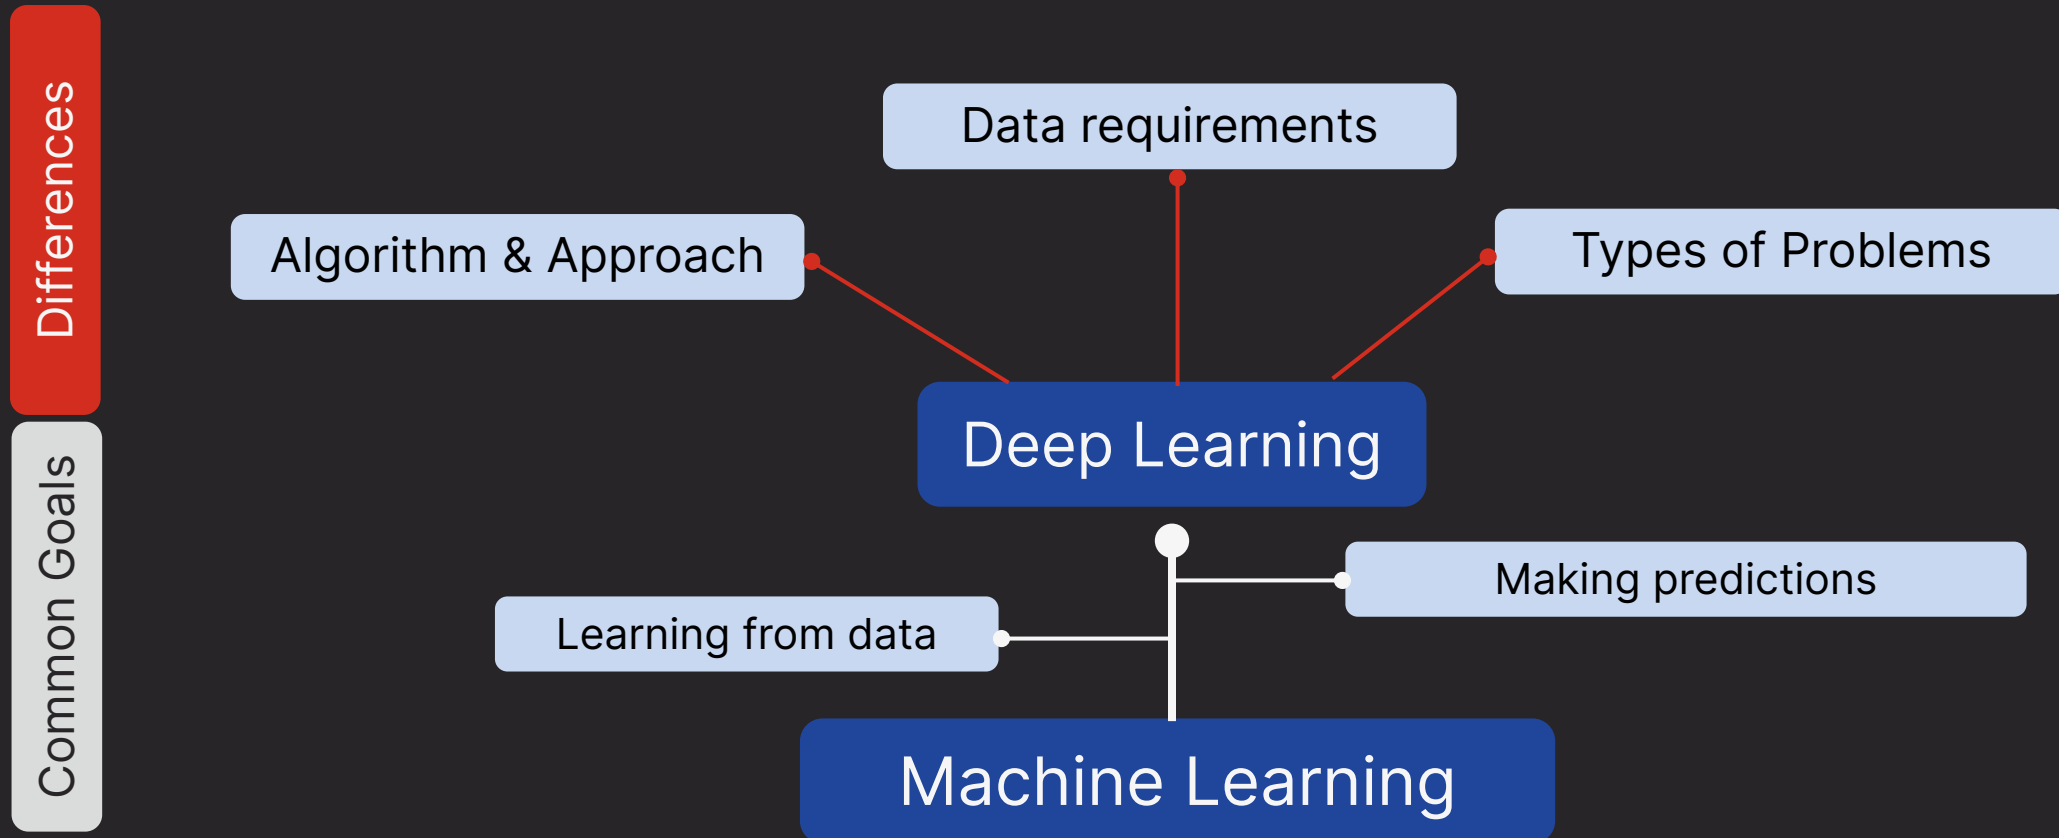 Differences
Data requirements
Algorithm & Approach
Types of Problems
Deep Learning
Common Goals
Making predictions
Learning from data
Machine Learning